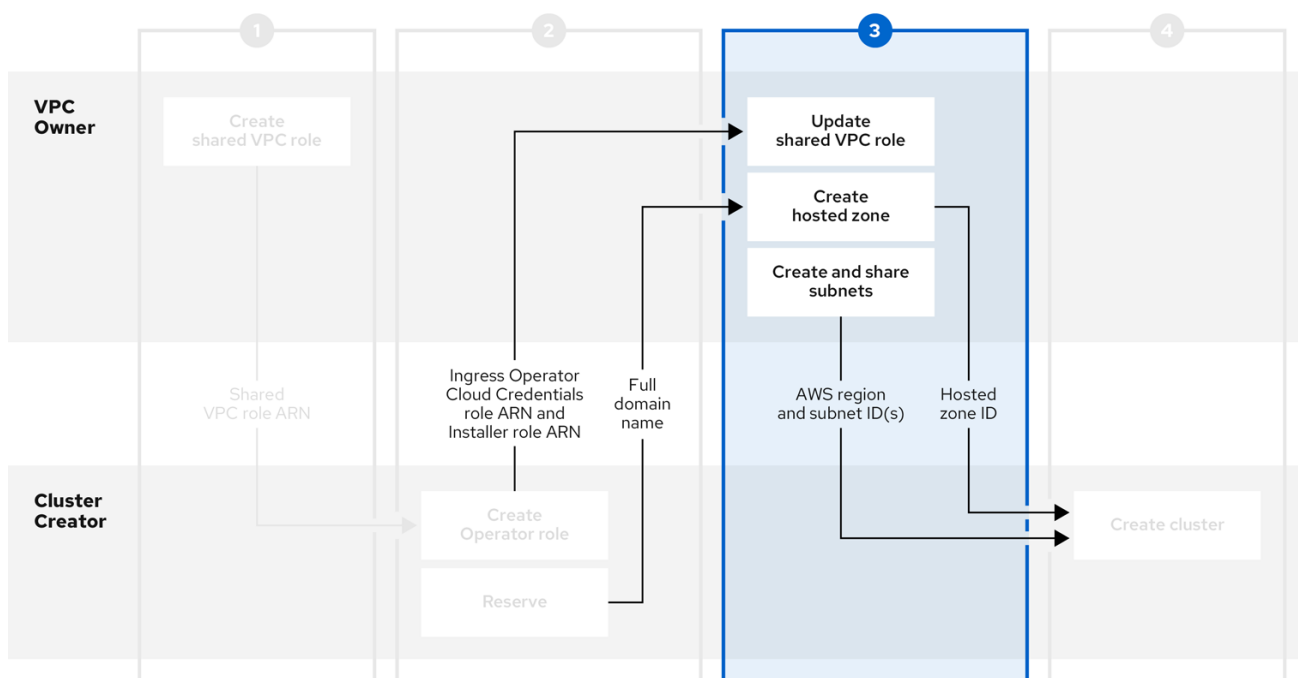 1
2
3
4
VPC
Owner
Create
shared VPC role
Update
shared VPC role
Create
hosted zone
Create and share
subnets
Shared
VPC role ARN
Ingress Operator
Cloud Credentials
role ARN and
Installer role ARN
Full
domain
name
AWS region
and subnet ID(s)
Hosted
zone ID
Cluster
Creator
Create
Operator role
Reserve
Create cluster